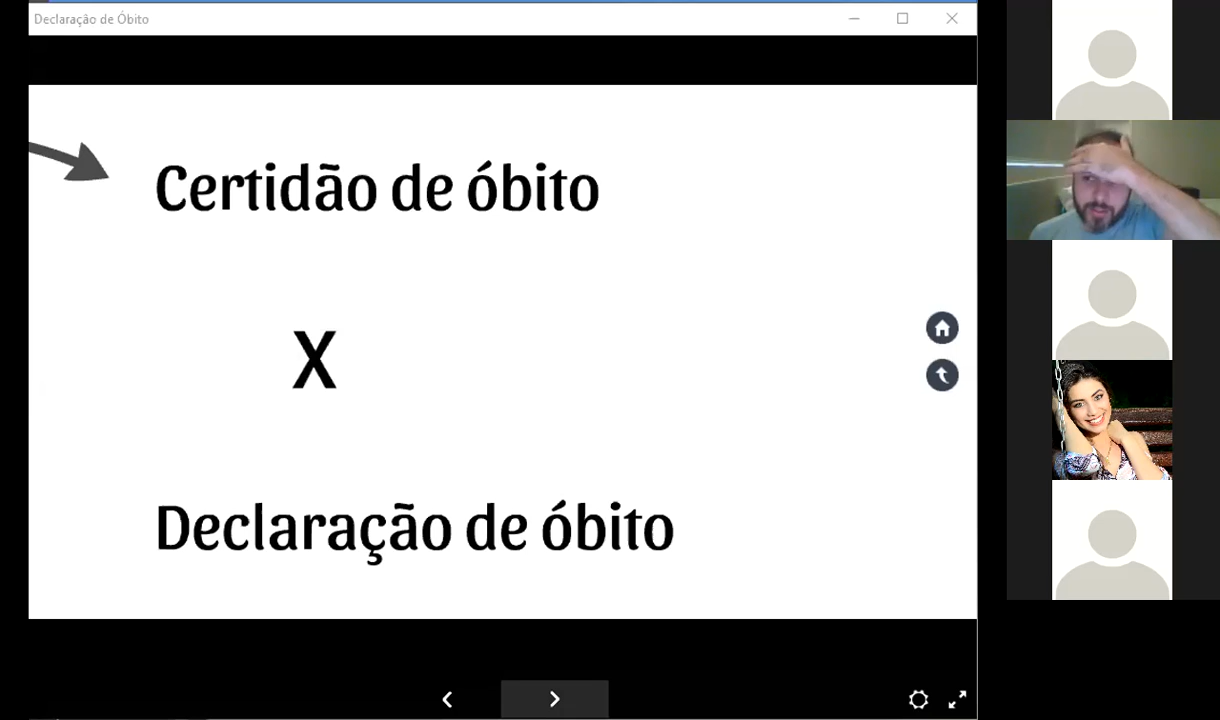 Declaração de Óbito
Certidão de óbito
X
Declaração de óbito